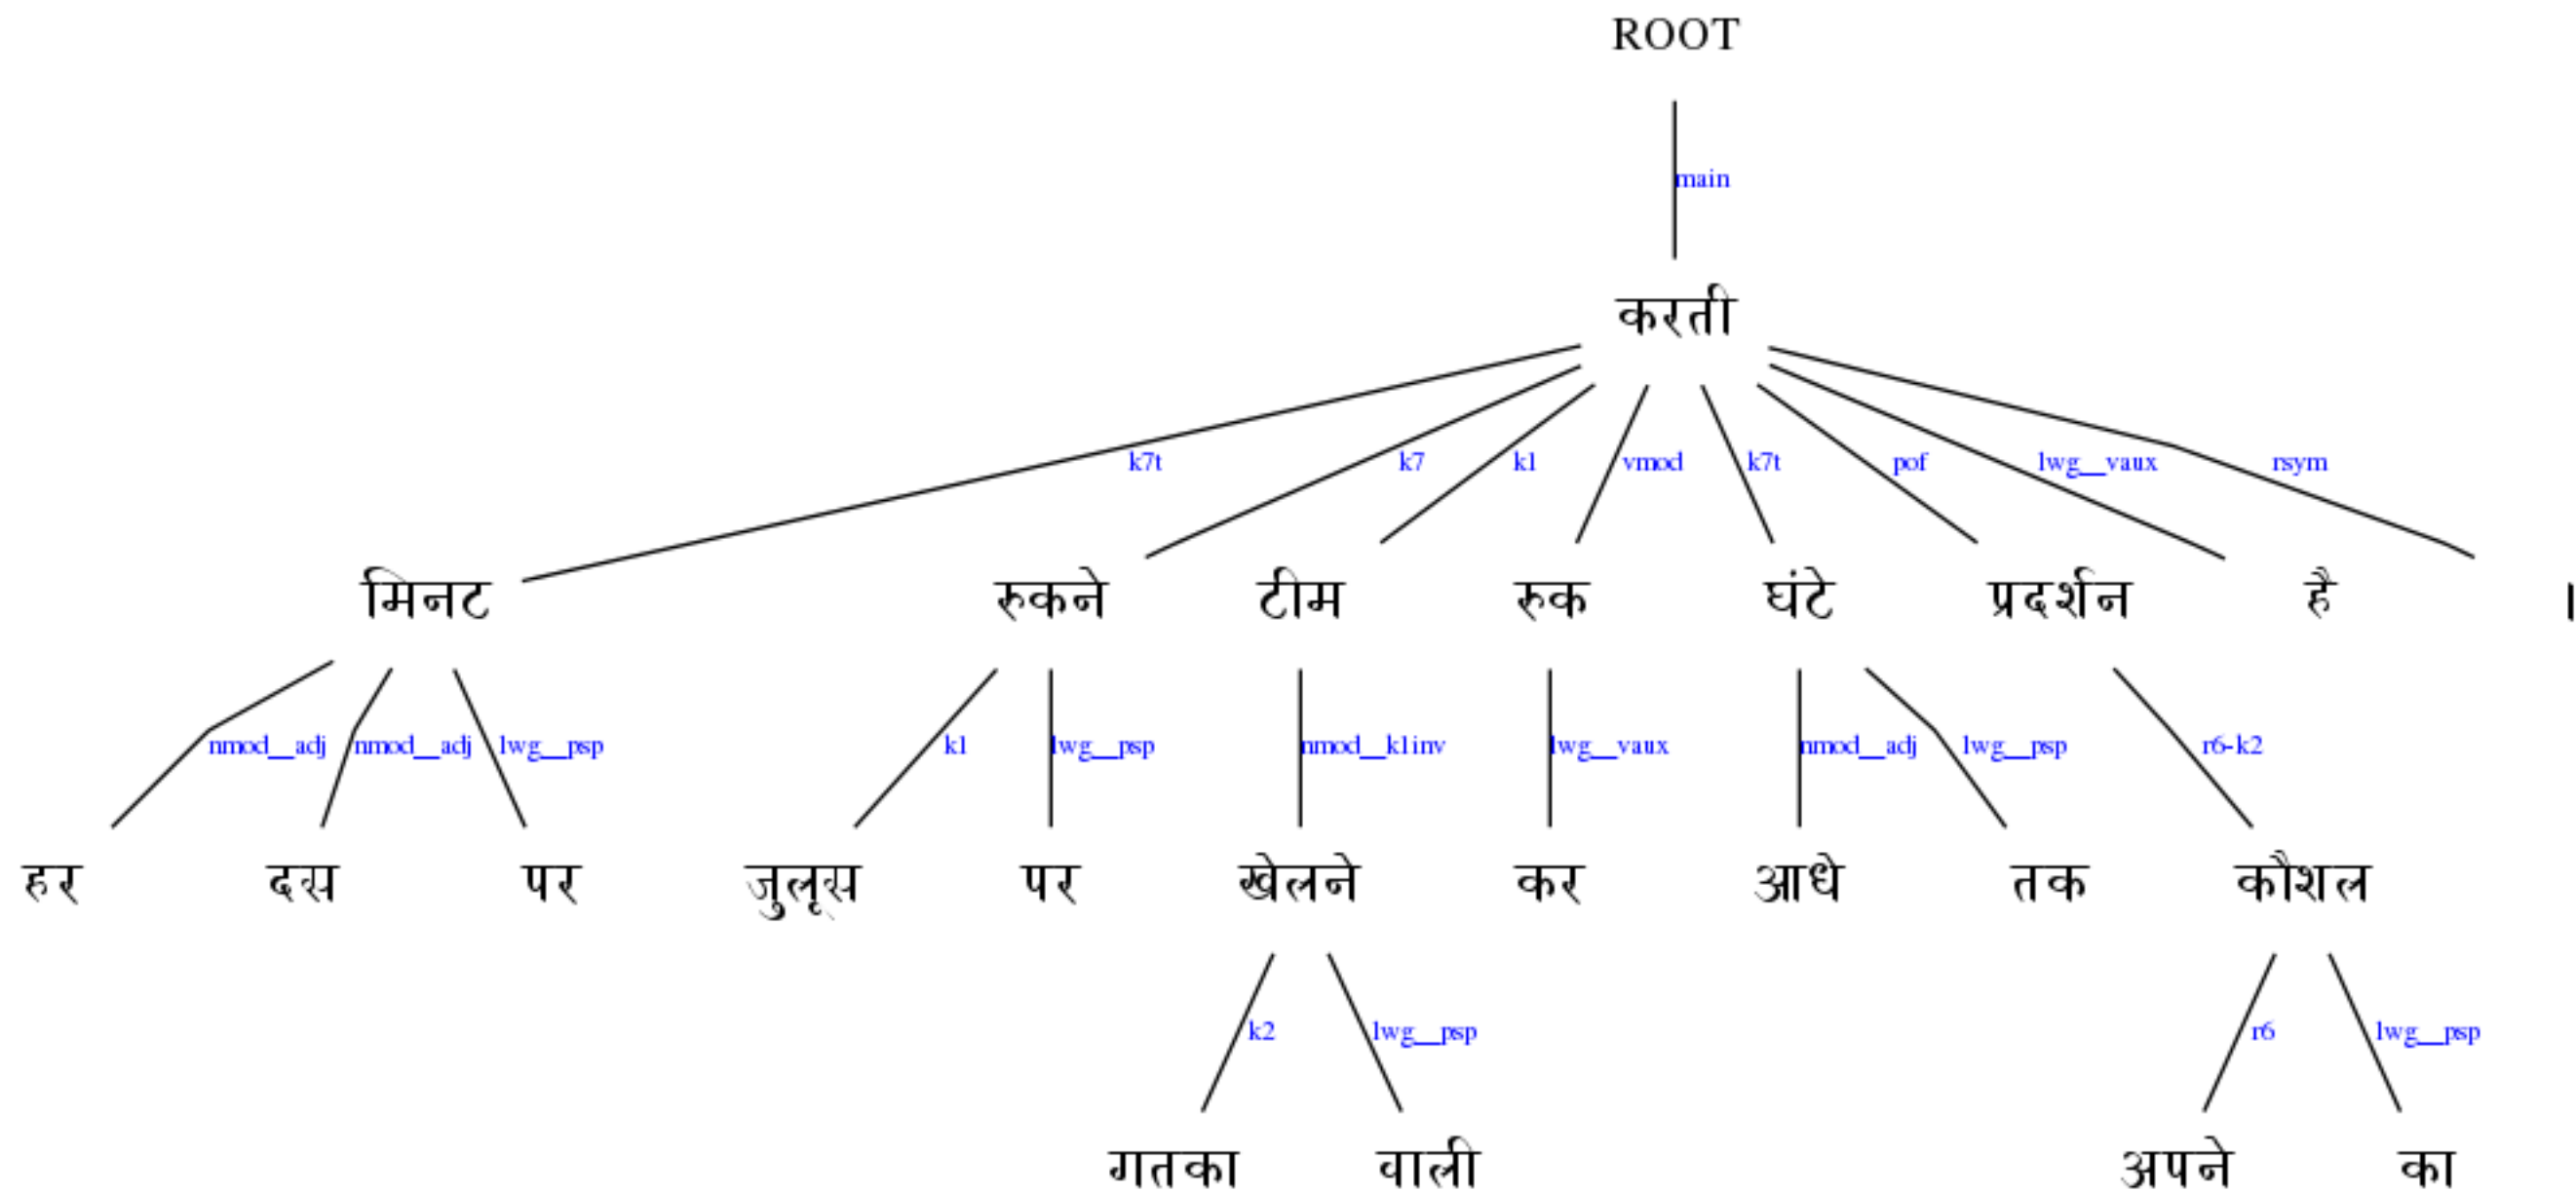 ROOT
main
करती
k7t k7 k1 vmod k7t pof lwg__vaux rsym
मिनट रुकने टीम रुक घंटे प्रदर्शन है ।
nmod__adj nmod__adj lwg__psp k1 lwg__psp nmod__k1inv lwg__vaux nmod__adj lwg__psp r6-k2
हर दस पर जुलूस पर खेलने कर आधे तक कौशल
k2 lwg__psp r6 lwg__psp
गतका वाली अपने का